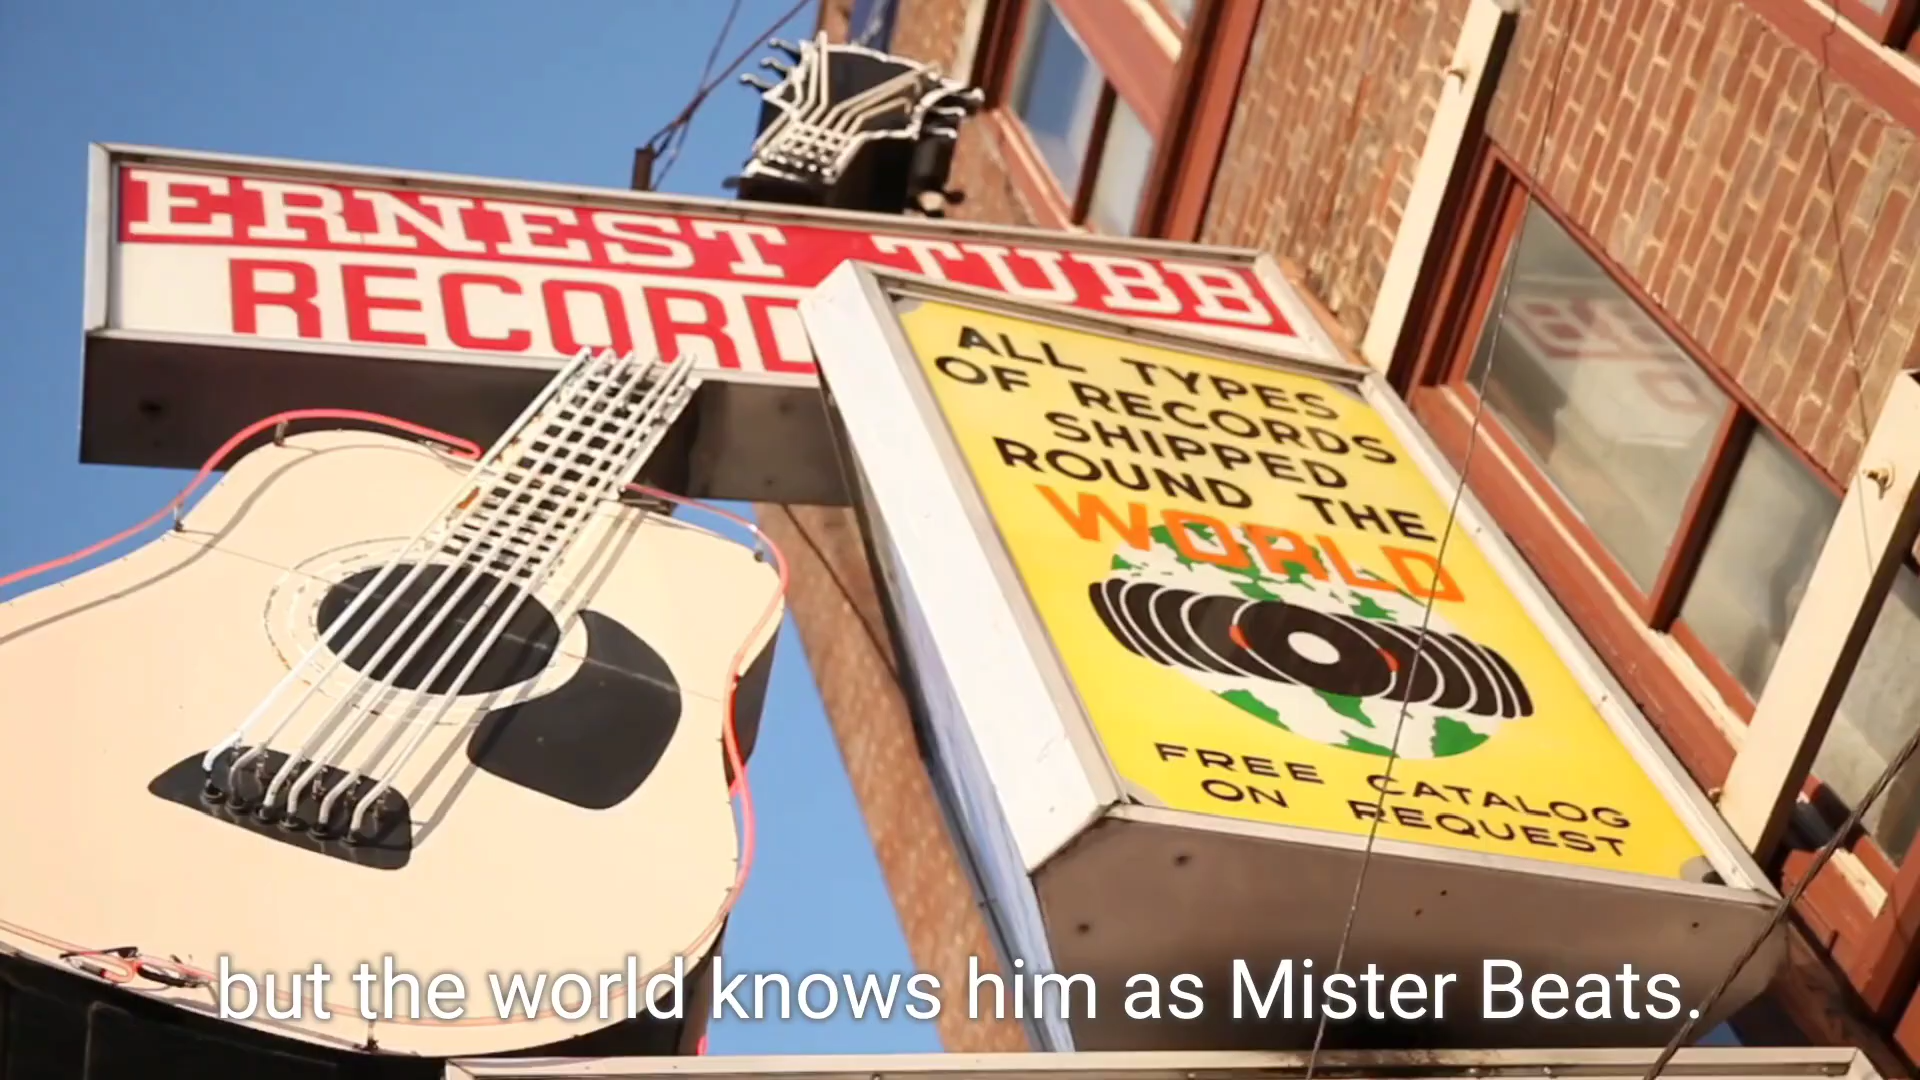 ERNEST TUBB
RECORD
ALL TYPES
OF RECORDS
SHIPPED
ROUND THE
WORLD
FREE CATALOG
ON REQUEST
but the world knows him as Mister Beats.